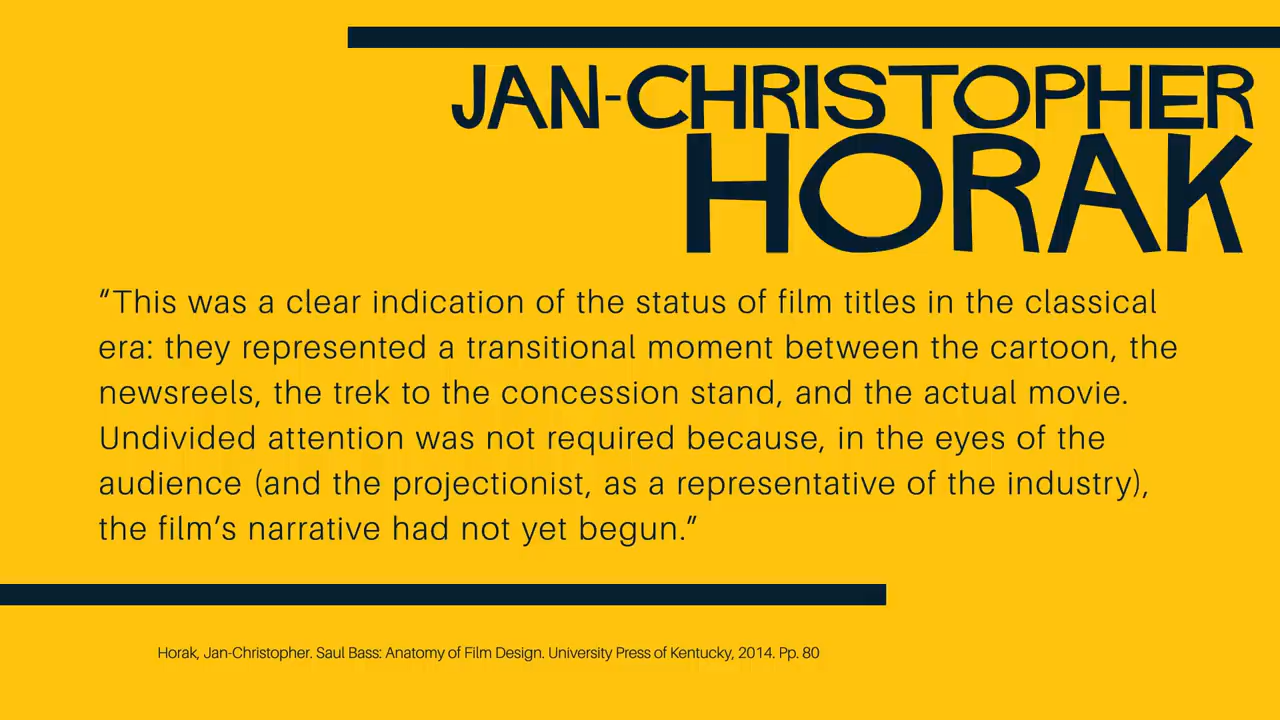 JAN-CHRISTOPHER
HORAK
“This was a clear indication of the status of film titles in the classical
era: they represented a transitional moment between the cartoon, the
newsreels, the trek to the concession stand, and the actual movie.
Undivided attention was not required because, in the eyes of the
audience (and the projectionist, as a representative of the industry),
the film’s narrative had not yet begun.”
Horak, Jan-Christopher. Saul Bass: Anatomy of Film Design. University Press of Kentucky, 2014. Pp. 80